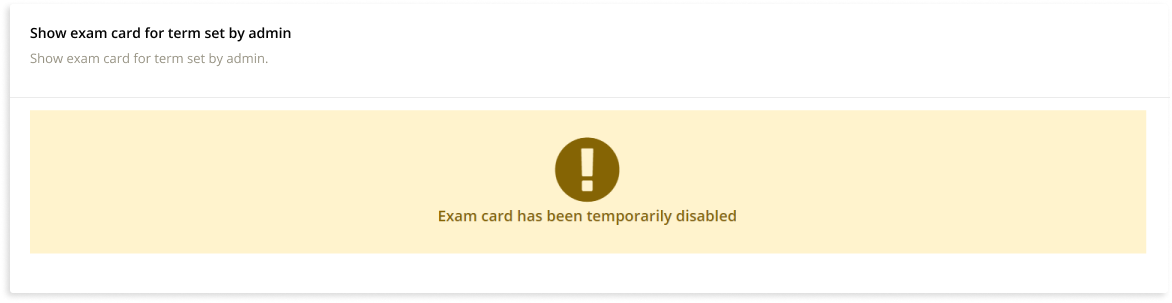 Show exam card for term set by admin
Show exam card for term set by admin.
Exam card has been temporarily disabled